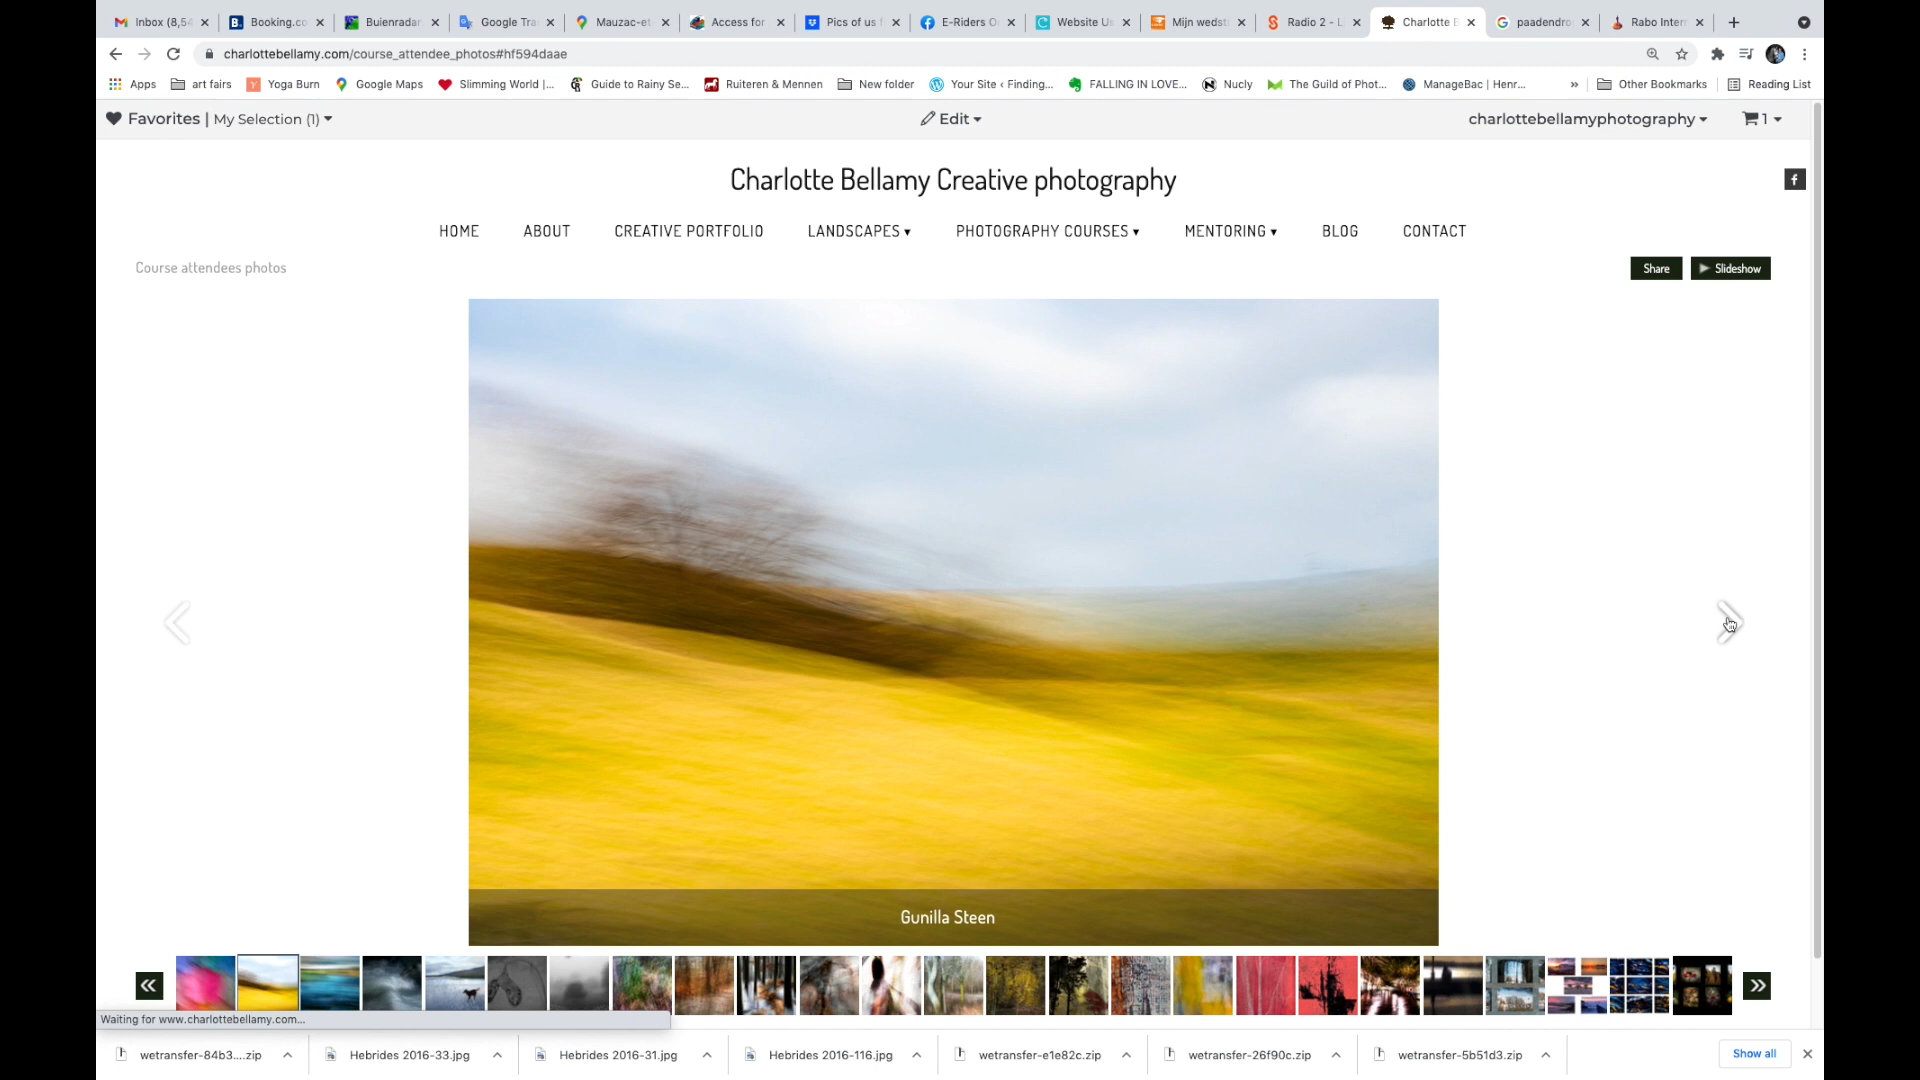 Inbox (8,54 Booking.co Buienradar Google Tra Mauzac-et- Access for Pics of us f E-Riders O Website Us Mijn wedst Radio 2 - L Charlotte B paadendro Rabo Inter
charlottebellamy.com/course_attendee_photos#hf594daae
Apps art fairs Yoga Burn Google Maps Slimming World |... Guide to Rainy Se... Ruiteren & Mennen New folder Your Site ‹ Finding... FALLING IN LOVE... Nucly The Guild of Phot... ManageBac | Henr... » Other Bookmarks Reading List
Favorites | My Selection (1) Edit charlottebellamyphotography 1
Charlotte Bellamy Creative photography
HOME ABOUT CREATIVE PORTFOLIO LANDSCAPES PHOTOGRAPHY COURSES MENTORING BLOG CONTACT
Course attendees photos Share Slideshow
Gunilla Steen
Waiting for www.charlottebellamy.com...
wetransfer-84b3....zip Hebrides 2016-33.jpg Hebrides 2016-31.jpg Hebrides 2016-116.jpg wetransfer-e1e82c.zip wetransfer-26f90c.zip wetransfer-5b51d3.zip Show all